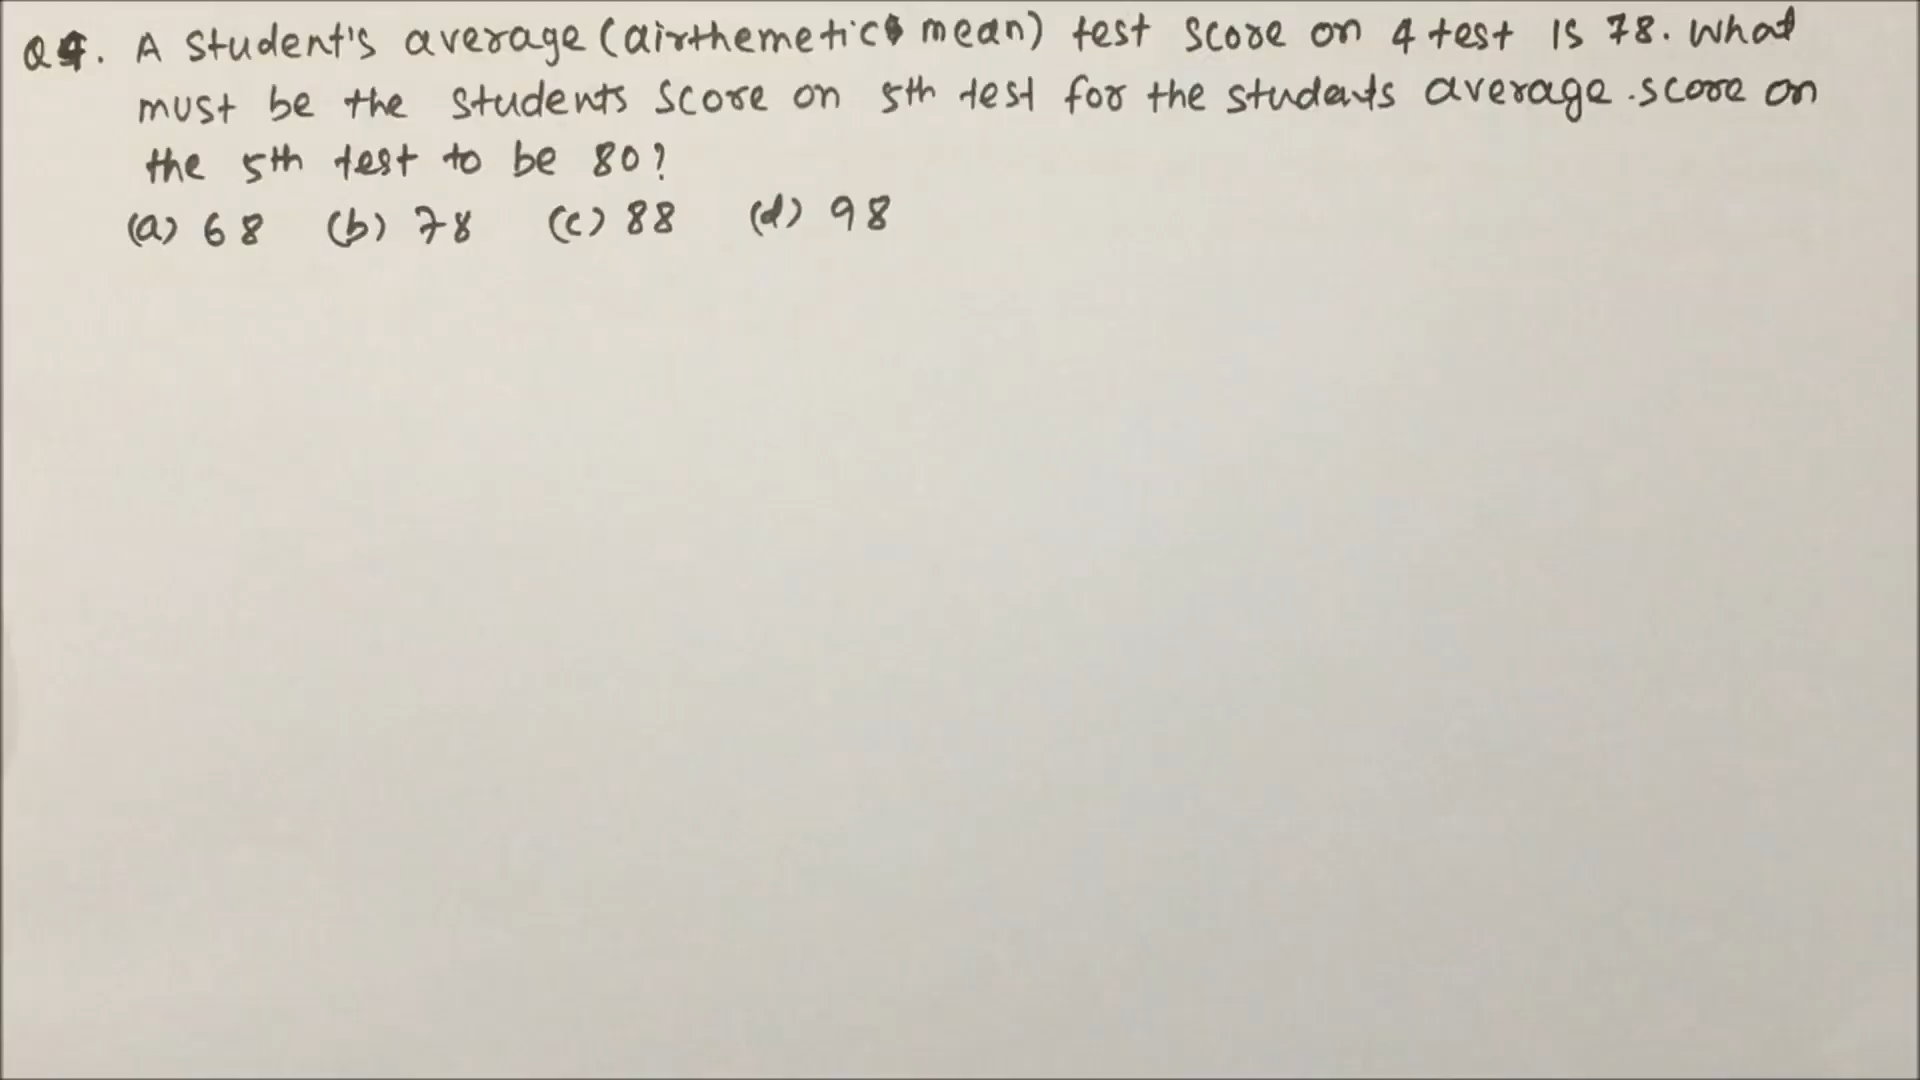 Q4. A student's average (airthemetic mean) test score on 4 test is 78. What
must be the students score on 5th test for the students average score on
the 5th test to be 80?
(a) 68 (b) 78 (c) 88 (d) 98